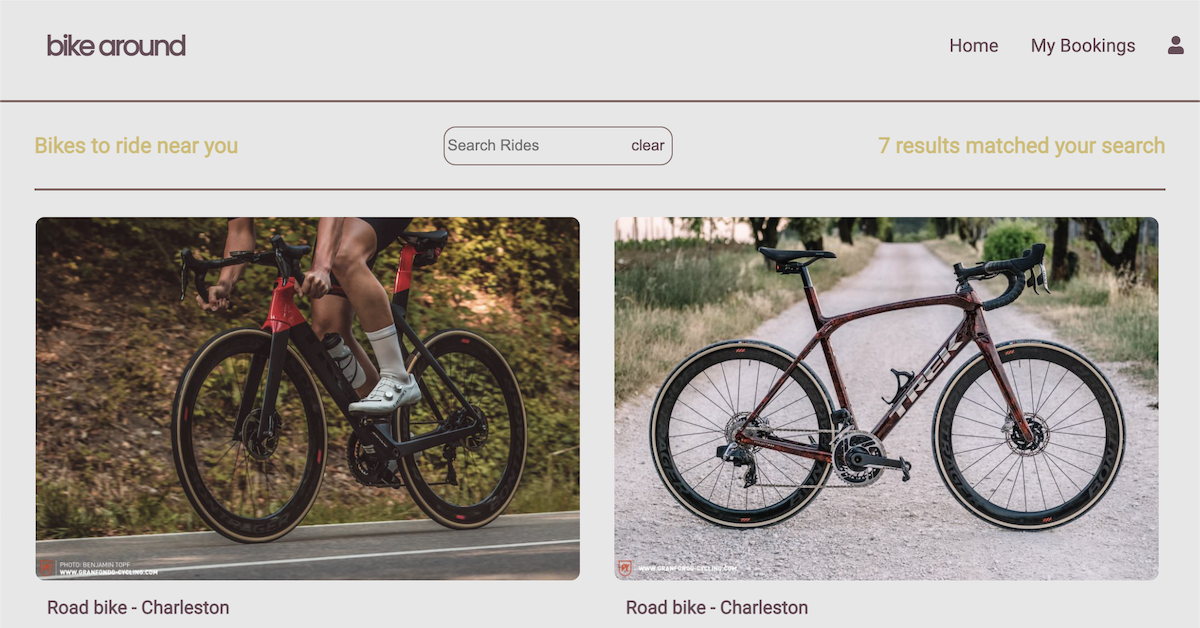 bike around
Home
My Bookings
Bikes to ride near you
Search Rides
clear
7 results matched your search
TREK
PHOTO: BENJAMIN TOPF
WWW.GRANFONDO-CYCLING.COM
WWW.GRANFONDO-CYCLING.COM
Road bike - Charleston
Road bike - Charleston